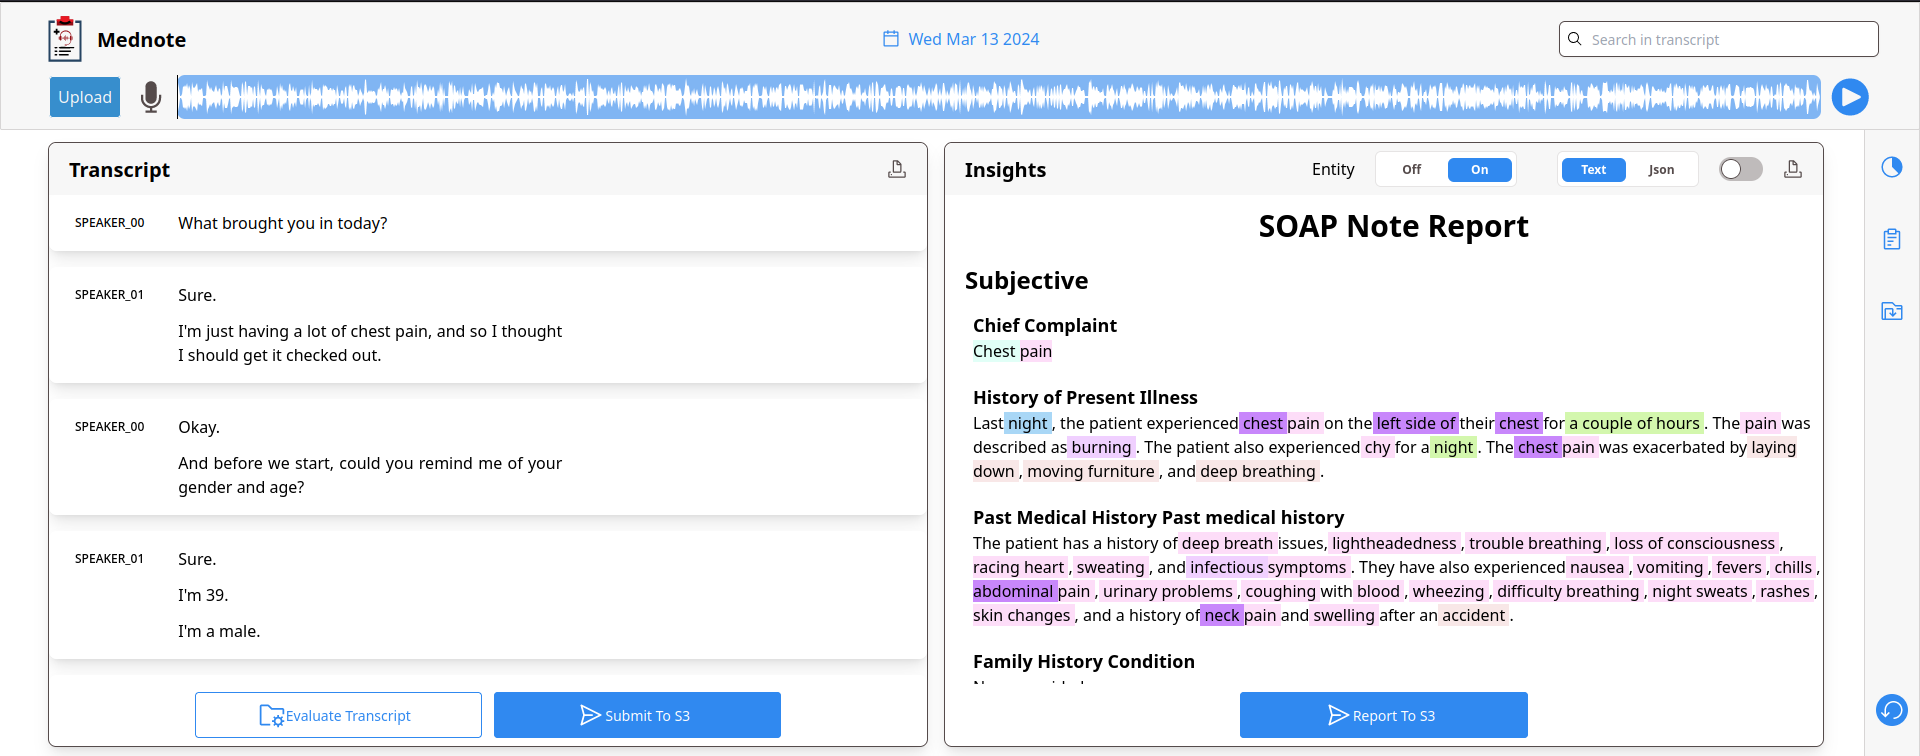 Mednote
Wed Mar 13 2024
Search in transcript
Upload
Transcript
SPEAKER_00
What brought you in today?
SPEAKER_01
Sure.
I'm just having a lot of chest pain, and so I thought
I should get it checked out.
SPEAKER_00
Okay.
And before we start, could you remind me of your
gender and age?
SPEAKER_01
Sure.
I'm 39.
I'm a male.
Evaluate Transcript
Submit To S3
Insights
Entity
Off
On
Text
Json
SOAP Note Report
Subjective
Chief Complaint
Chest pain
History of Present Illness
Last night , the patient experienced chest pain on the left side of their chest for a couple of hours . The pain was
described as burning . The patient also experienced chy for a night . The chest pain was exacerbated by laying
down , moving furniture , and deep breathing .
Past Medical History Past medical history
The patient has a history of deep breath issues, lightheadedness , trouble breathing , loss of consciousness ,
racing heart , sweating , and infectious symptoms . They have also experienced nausea , vomiting , fevers , chills ,
abdominal pain , urinary problems , coughing with blood , wheezing , difficulty breathing , night sweats , rashes ,
skin changes , and a history of neck pain and swelling after an accident .
Family History Condition
Report To S3